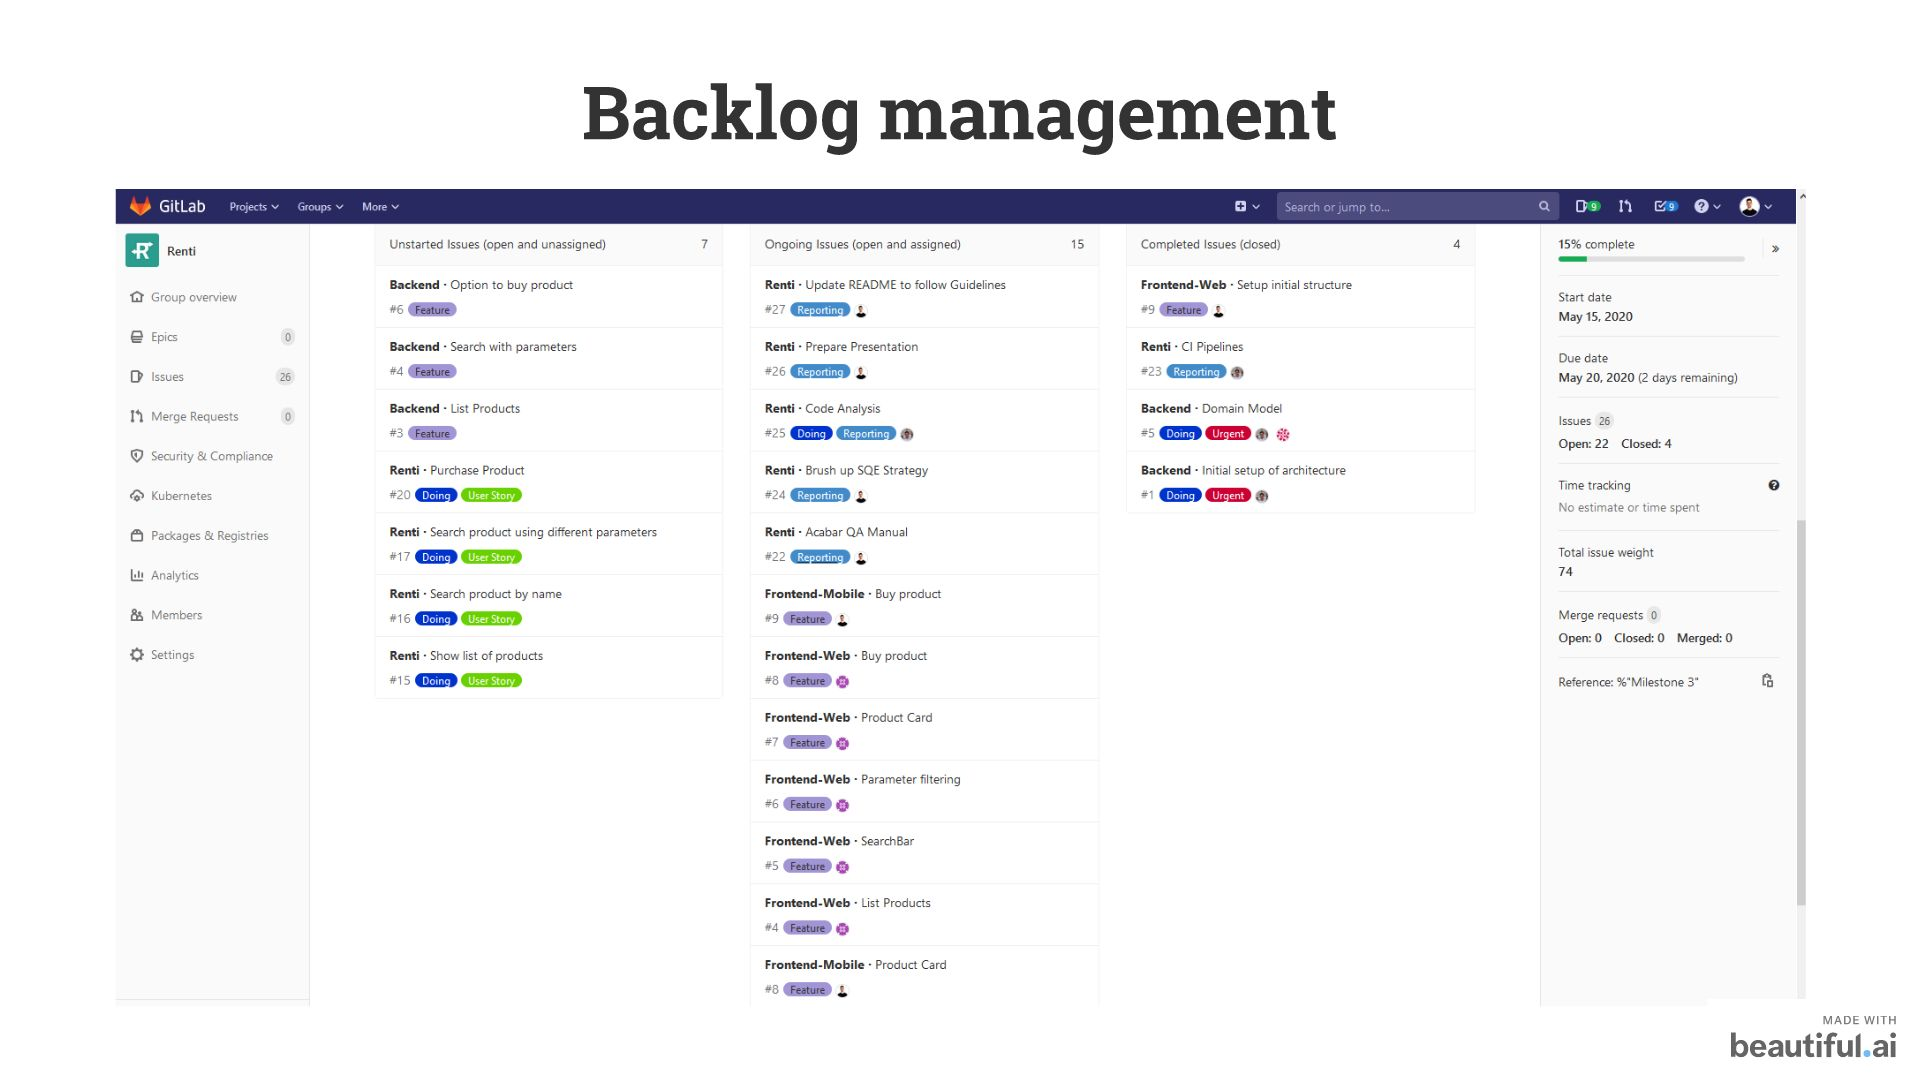 Backlog management
GitLab Projects Groups More Search or jump to... 9 9
Renti
Group overview
Epics 0
Issues 26
Merge Requests 0
Security & Compliance
Kubernetes
Packages & Registries
Analytics
Members
Settings
Unstarted Issues (open and unassigned) 7
Backend · Option to buy product
#6 Feature
Backend · Search with parameters
#4 Feature
Backend · List Products
#3 Feature
Renti · Purchase Product
#20 Doing User Story
Renti · Search product using different parameters
#17 Doing User Story
Renti · Search product by name
#16 Doing User Story
Renti · Show list of products
#15 Doing User Story
Ongoing Issues (open and assigned) 15
Renti · Update README to follow Guidelines
#27 Reporting
Renti · Prepare Presentation
#26 Reporting
Renti · Code Analysis
#25 Doing Reporting
Renti · Brush up SQE Strategy
#24 Reporting
Renti · Acabar QA Manual
#22 Reporting
Frontend-Mobile · Buy product
#9 Feature
Frontend-Web · Buy product
#8 Feature
Frontend-Web · Product Card
#7 Feature
Frontend-Web · Parameter filtering
#6 Feature
Frontend-Web · SearchBar
#5 Feature
Frontend-Web · List Products
#4 Feature
Frontend-Mobile · Product Card
#8 Feature
Completed Issues (closed) 4
Frontend-Web · Setup initial structure
#9 Feature
Renti · CI Pipelines
#23 Reporting
Backend · Domain Model
#5 Doing Urgent
Backend · Initial setup of architecture
#1 Doing Urgent
15% complete
Start date
May 15, 2020
Due date
May 20, 2020 (2 days remaining)
Issues 26
Open: 22 Closed: 4
Time tracking
No estimate or time spent
Total issue weight
74
Merge requests 0
Open: 0 Closed: 0 Merged: 0
Reference: %"Milestone 3"
MADE WITH
beautiful.ai